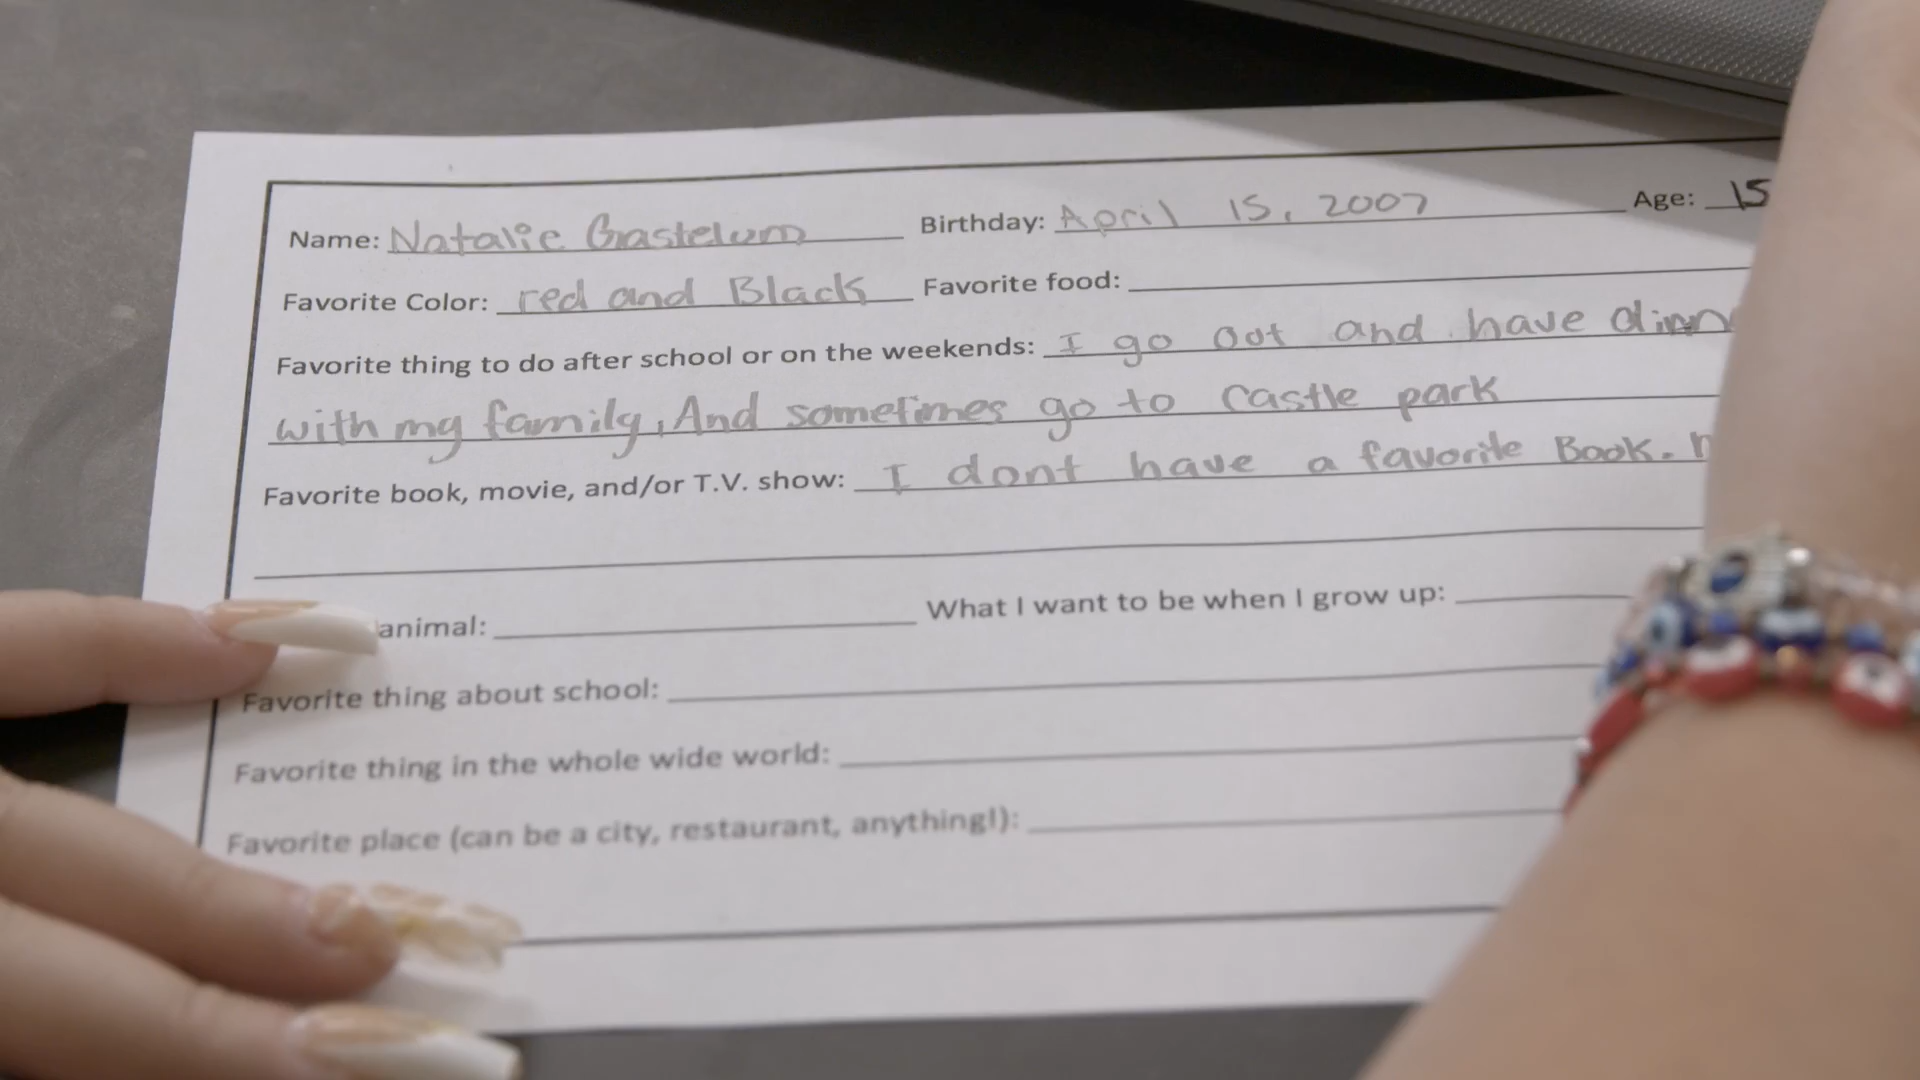 Name: Natalie Gastelum Birthday: April 15, 2007 Age: 15
Favorite Color: red and Black Favorite food:
Favorite thing to do after school or on the weekends: I go out and have
with my family, And sometimes go to castle park
Favorite book, movie, and/or T.V. show: I dont have a favorite Book.
animal: What I want to be when I grow up:
Favorite thing about school:
Favorite thing in the whole wide world:
Favorite place (can be a city, restaurant, anything!):